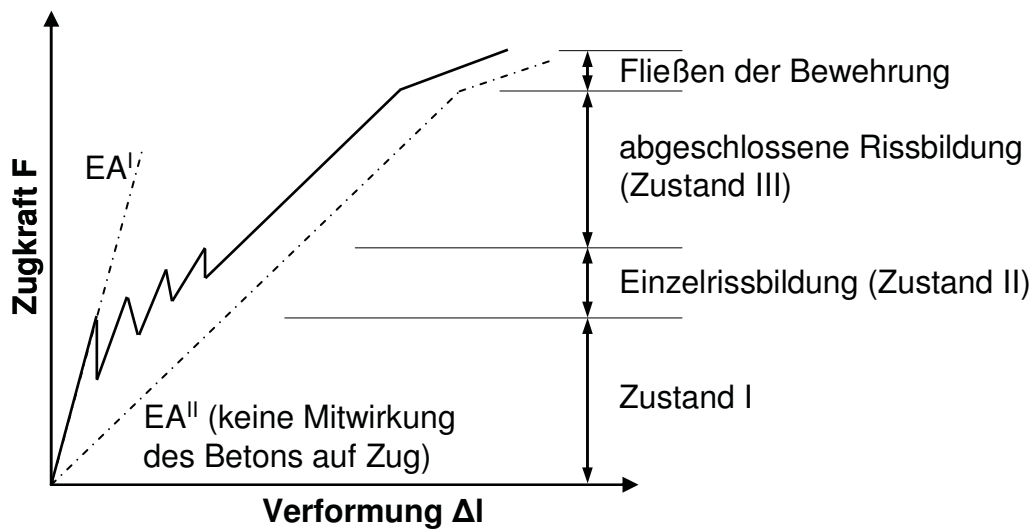 Fließen der Bewehrung
abgeschlossene Rissbildung
(Zustand III)
EA^I
Zugkraft F
Einzelrissbildung (Zustand II)
Zustand I
EA^II (keine Mitwirkung
des Betons auf Zug)
Verformung Δl